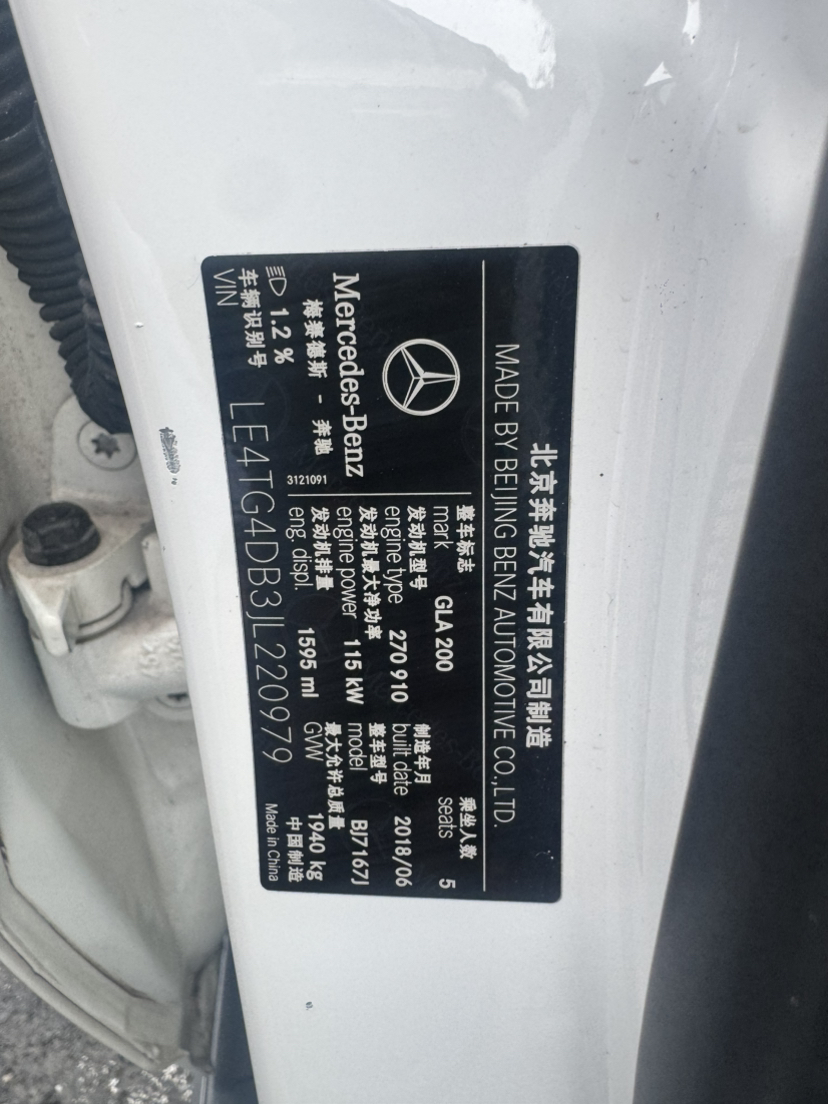 北京奔驰汽车有限公司制造
MADE BY BEIJING BENZ AUTOMOTIVE CO.,LTD.
Mercedes-Benz
梅赛德斯 - 奔驰
3121091
整车标志 乘坐人数
mark GLA 200 seats 5
发动机型号 制造年月
engine type 270 910 built date 2018/06
发动机最大净功率 整车型号
engine power 115 kW model BJ7167J
发动机排量 最大允许总质量
eng. displ. 1595 ml GVW 1940 kg
1.2 % 中国制造
车辆识别号 Made in China
VIN LE4TG4DB3JL220979